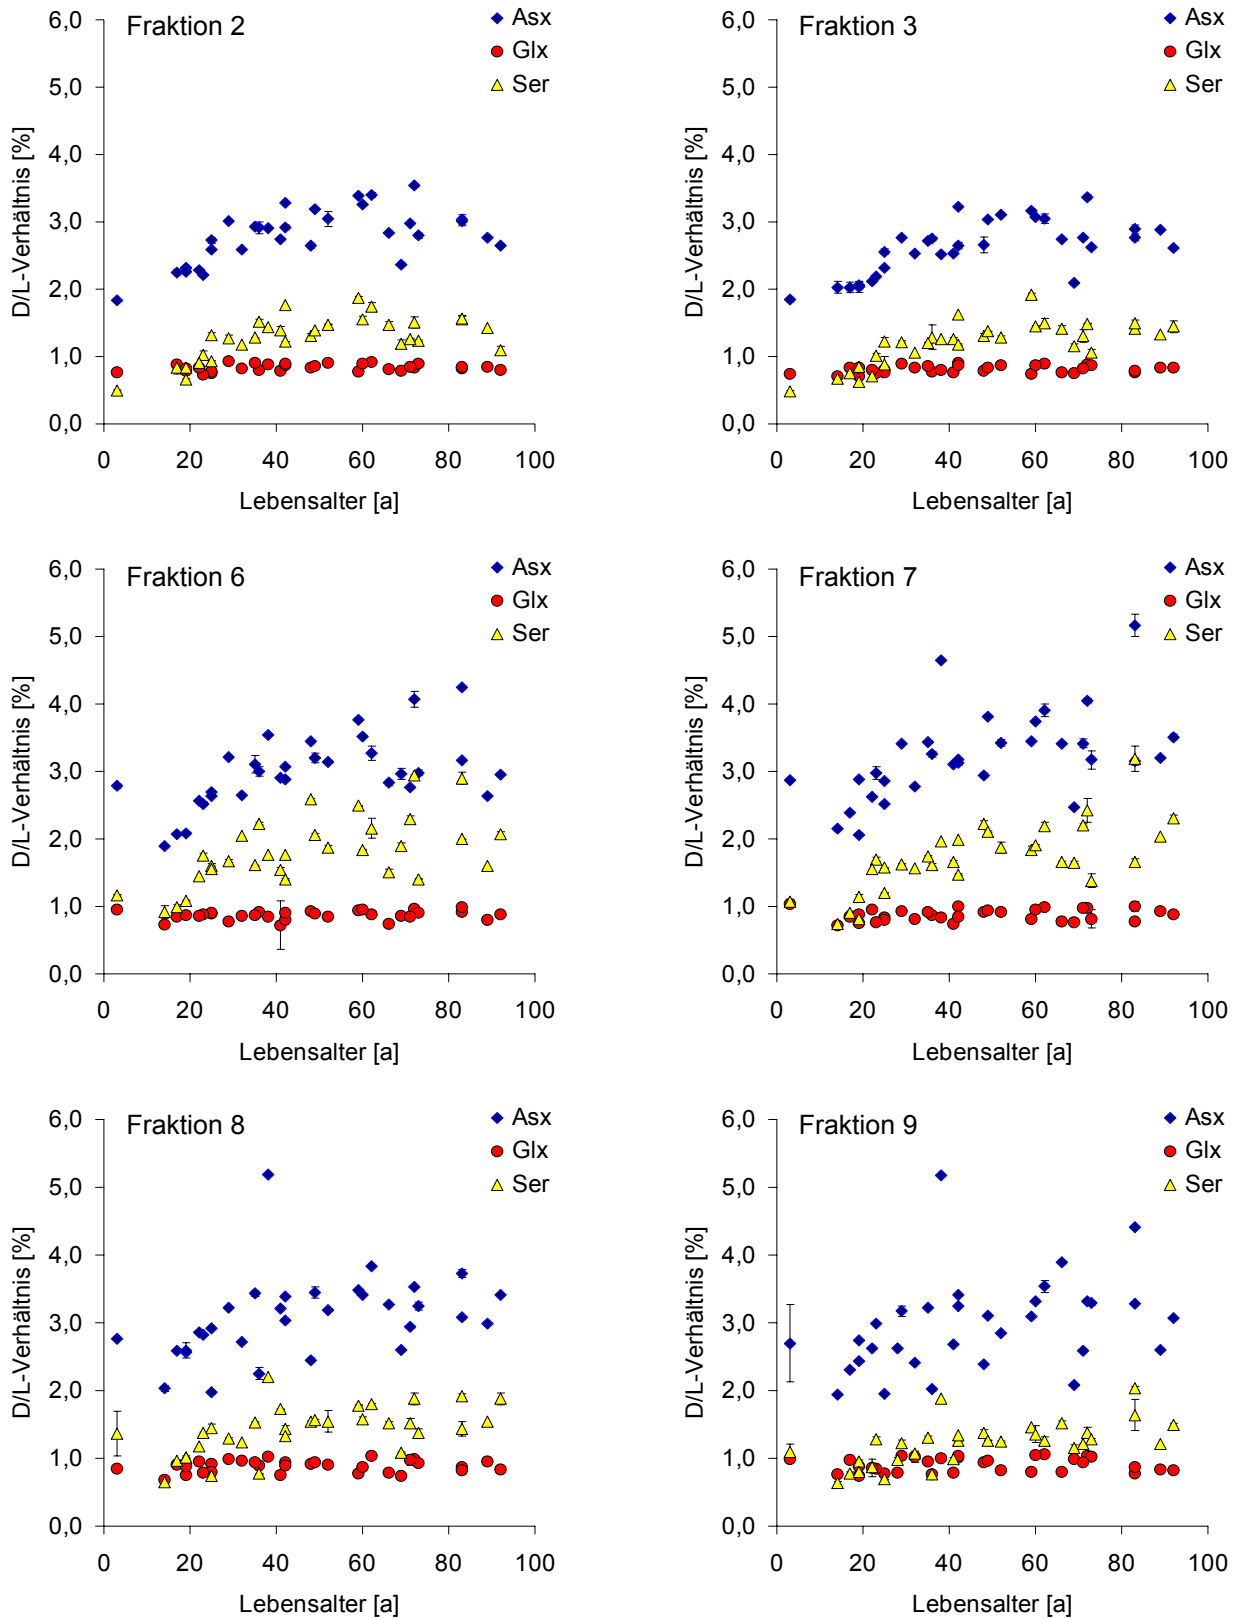 Fraktion 2
Asx
Glx
Ser
D/L-Verhältnis [%]
6,0
5,0
4,0
3,0
2,0
1,0
0,0
0 20 40 60 80 100
Lebensalter [a]
Fraktion 3
Asx
Glx
Ser
D/L-Verhältnis [%]
6,0
5,0
4,0
3,0
2,0
1,0
0,0
0 20 40 60 80 100
Lebensalter [a]
Fraktion 6
Asx
Glx
Ser
D/L-Verhältnis [%]
6,0
5,0
4,0
3,0
2,0
1,0
0,0
0 20 40 60 80 100
Lebensalter [a]
Fraktion 7
Asx
Glx
Ser
D/L-Verhältnis [%]
6,0
5,0
4,0
3,0
2,0
1,0
0,0
0 20 40 60 80 100
Lebensalter [a]
Fraktion 8
Asx
Glx
Ser
D/L-Verhältnis [%]
6,0
5,0
4,0
3,0
2,0
1,0
0,0
0 20 40 60 80 100
Lebensalter [a]
Fraktion 9
Asx
Glx
Ser
D/L-Verhältnis [%]
6,0
5,0
4,0
3,0
2,0
1,0
0,0
0 20 40 60 80 100
Lebensalter [a]